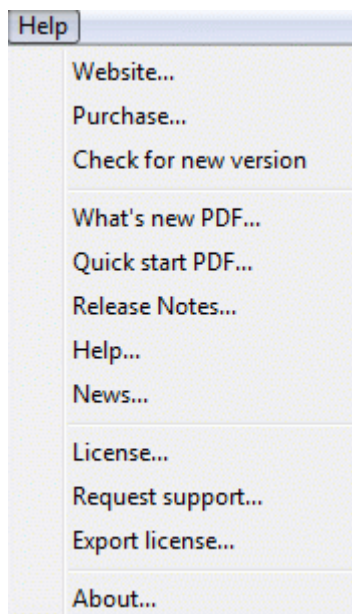 Help
Website...
Purchase...
Check for new version
What's new PDF...
Quick start PDF...
Release Notes...
Help...
News...
License...
Request support...
Export license...
About...